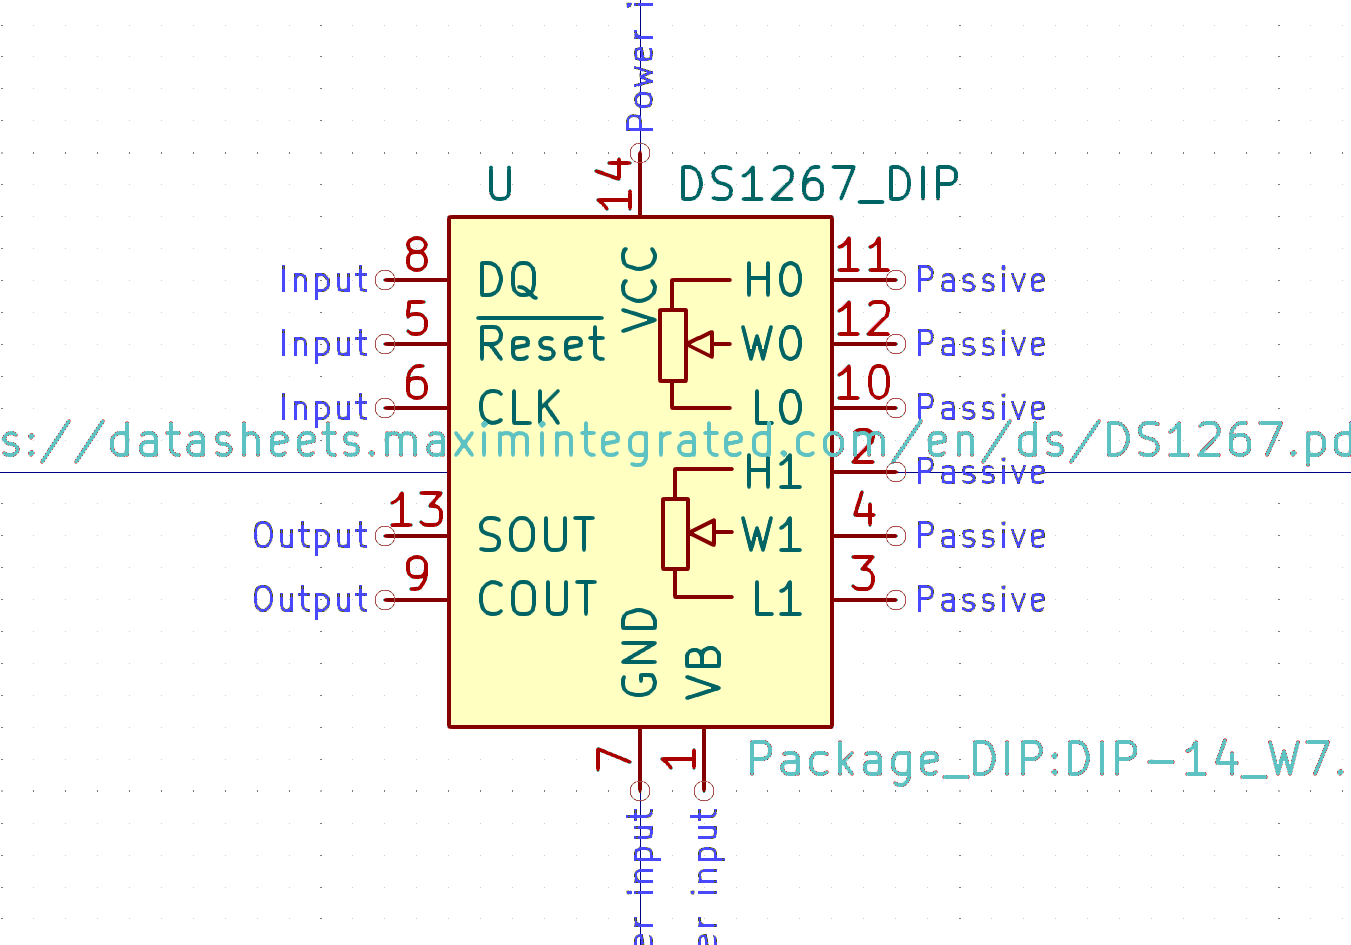 Power i
14
U
DS1267_DIP
VCC
Input 8 DQ
H0 11 Passive
Input 5 Reset
W0 12 Passive
Input 6 CLK
L0 10 Passive
s://datasheets.maximintegrated.com/en/ds/DS1267.pd
H1 2 Passive
Output 13 SOUT
W1 4 Passive
Output 9 COUT
L1 3 Passive
GND
VB
7
1
Package_DIP:DIP-14_W7.
er input
er input